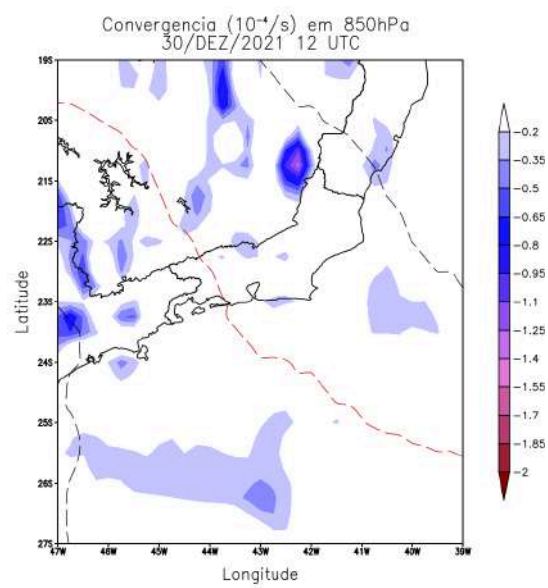 Convergencia (10⁻⁴/s) em 850hPa
30/DEZ/2021 12 UTC
19S
20S
21S
22S
23S
24S
25S
26S
27S
Latitude
47W 46W 45W 44W 43W 42W 41W 40W 39W
Longitude
-0.2
-0.5
-0.65
-0.8
-0.95
-1.1
-1.25
-1.4
-1.55
-1.7
-1.85
-2